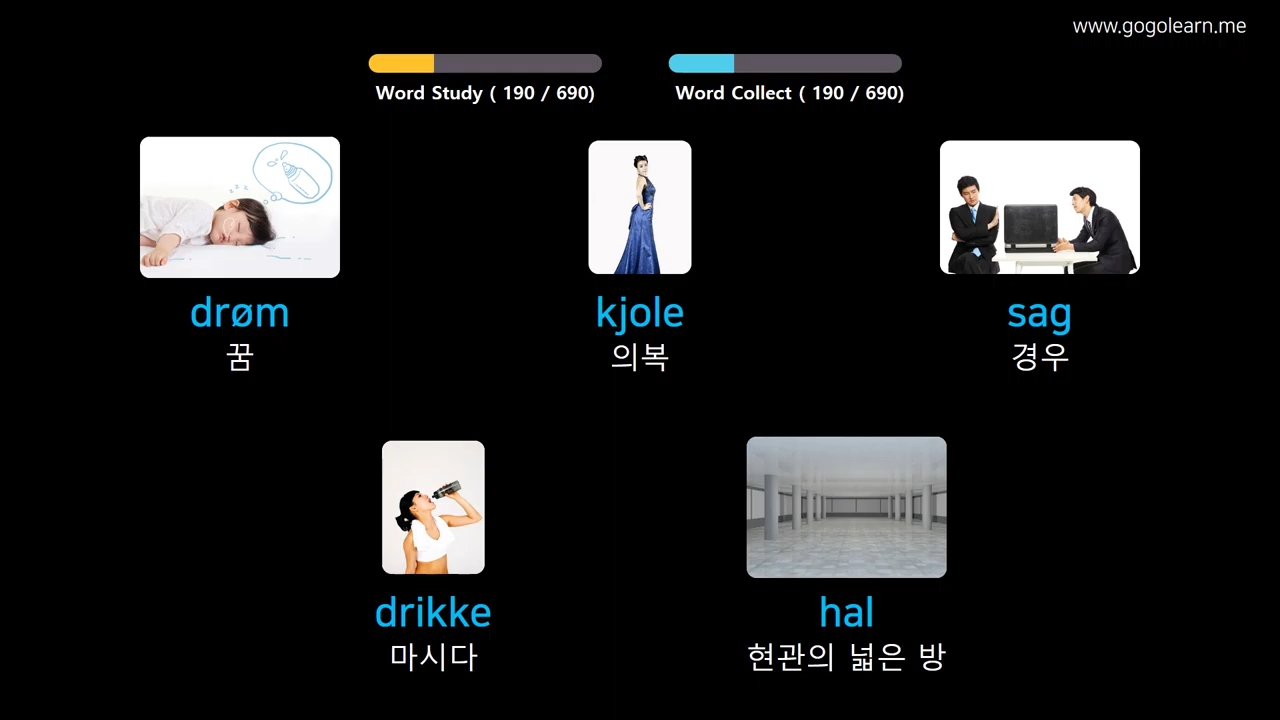 www.gogolearn.me
Word Study ( 190 / 690)
Word Collect ( 190 / 690)
drøm
꿈
kjole
의복
sag
경우
drikke
마시다
hal
현관의 넓은 방